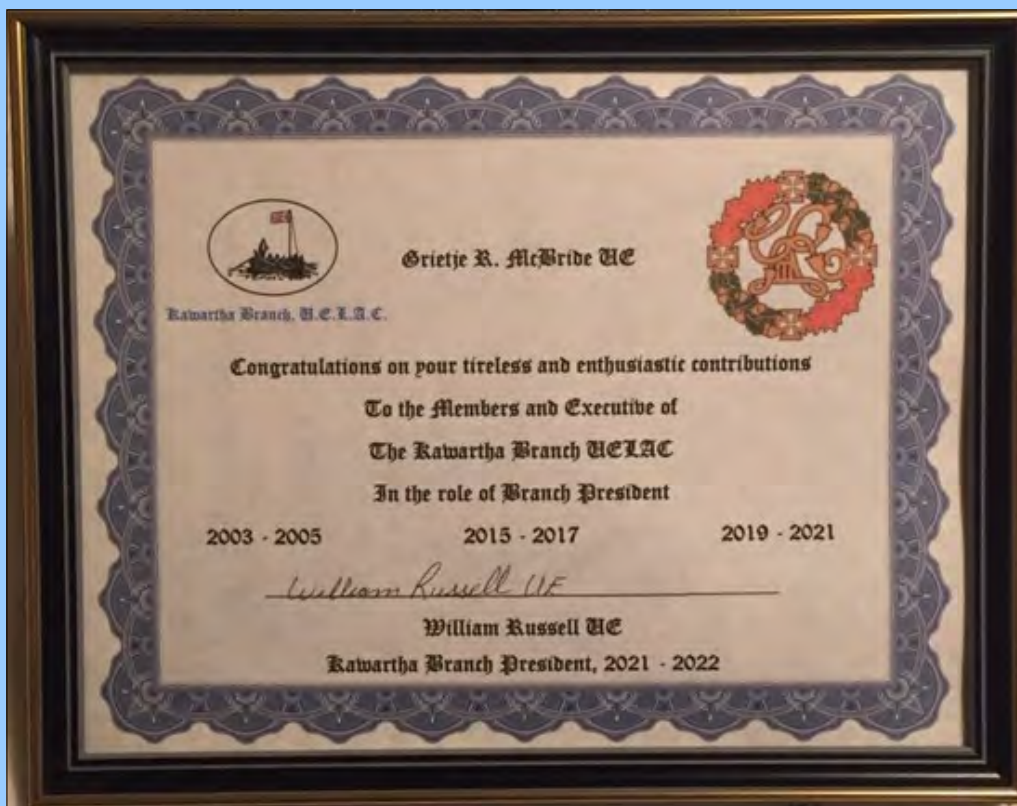 Grietje R. McBride UE
Kawartha Branch, U.E.L.A.C.
Congratulations on your tireless and enthusiastic contributions
To the Members and Executive of
The Kawartha Branch UELAC
In the role of Branch President
2003 - 2005 2015 - 2017 2019 - 2021
William Russell UE
William Russell UE
Kawartha Branch President, 2021 - 2022